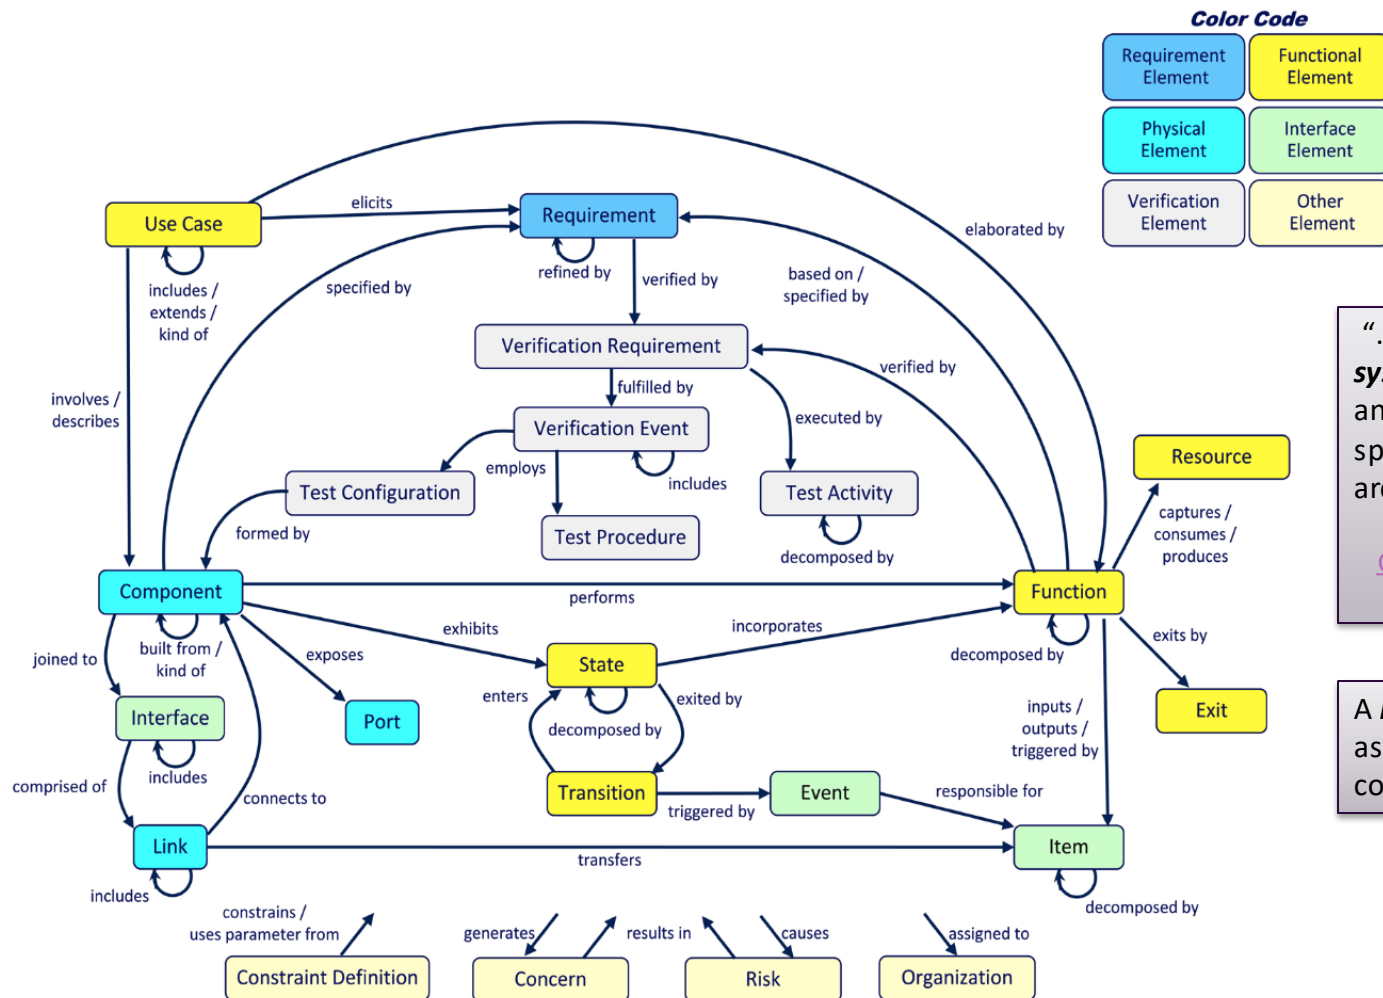 Color Code
Requirement
Element
Functional
Element
Physical
Element
Interface
Element
Verification
Element
Other
Element
Use Case
elicits
Requirement
elaborated by
includes /
extends /
kind of
specified by
refined by
verified by
based on /
specified by
Verification Requirement
verified by
fulfilled by
involves /
describes
Verification Event
executed by
employs
includes
Test Configuration
Test Activity
Resource
formed by
Test Procedure
decomposed by
captures /
consumes /
produces
Component
performs
Function
built from /
kind of
joined to
exposes
exhibits
incorporates
decomposed by
exits by
State
enters
exited by
decomposed by
Interface
includes
Port
inputs /
outputs /
triggered by
Exit
comprised of
connects to
Transition
triggered by
Event
responsible for
Link
transfers
Item
includes
decomposed by
constrains /
uses parameter from
generates
results in
causes
assigned to
Constraint Definition
Concern
Risk
Organization
“.
sy
an
sp
are
A
as
co